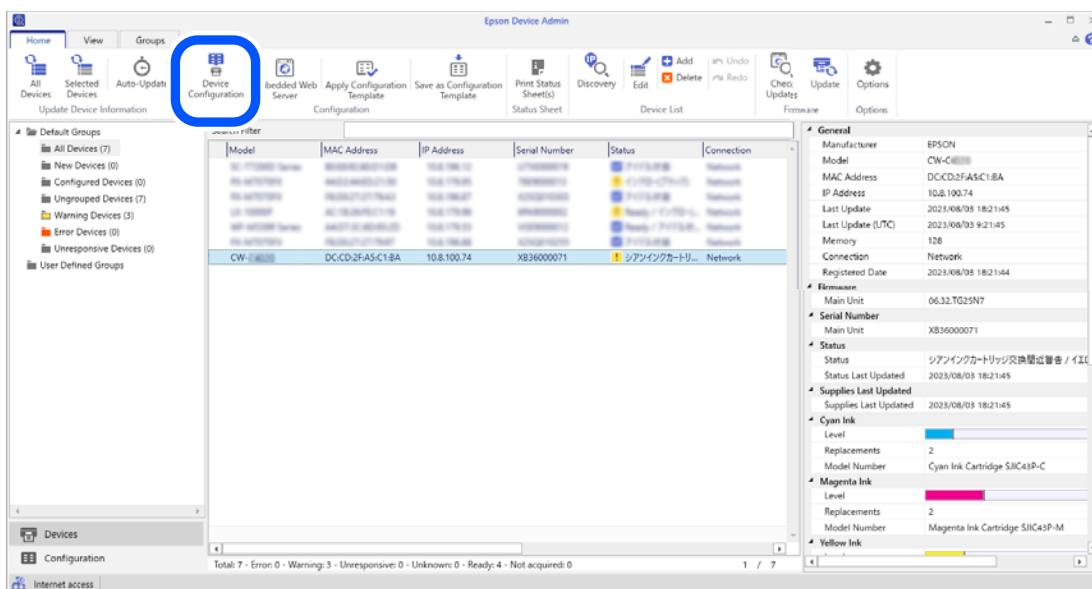 Epson Device Admin
Home View Groups
All Devices
Selected Devices
Auto-Updat
Update Device Information
Device Configuration
bedded Web Server
Apply Configuration Template
Save as Configuration Template
Configuration
Print Status Sheet(s)
Status Sheet
Discovery
Edit
Add
Delete
Undo
Redo
Device List
Chec Updates
Update
Firmware
Options
Options
Default Groups
All Devices (7)
New Devices (0)
Configured Devices (0)
Ungrouped Devices (7)
Warning Devices (3)
Error Devices (0)
Unresponsive Devices (0)
User Defined Groups
Devices
Configuration
Internet access
Search Filter
Model MAC Address IP Address Serial Number Status Connection
CW- DC:CD:2F:A5:C1:BA 10.8.100.74 XB36000071 シアンインクカートリ... Network
Total: 7 - Error: 0 - Warning: 3 - Unresponsive: 0 - Unknown: 0 - Ready: 4 - Not acquired: 0
1 / 7
General
Manufacturer EPSON
Model CW-C
MAC Address DC:CD:2F:A5:C1:BA
IP Address 10.8.100.74
Last Update 2023/08/03 18:21:45
Last Update (UTC) 2023/08/03 9:21:45
Memory 128
Connection Network
Registered Date 2023/08/03 18:21:44
Firmware
Main Unit 06.32.TG25N7
Serial Number
Main Unit XB36000071
Status
Status シアンインクカートリッジ交換間近警告 / イエロ
Status Last Updated 2023/08/03 18:21:45
Supplies Last Updated
Supplies Last Updated 2023/08/03 18:21:45
Cyan Ink
Level
Replacements 2
Model Number Cyan Ink Cartridge SJIC43P-C
Magenta Ink
Level
Replacements 2
Model Number Magenta Ink Cartridge SJIC43P-M
Yellow Ink